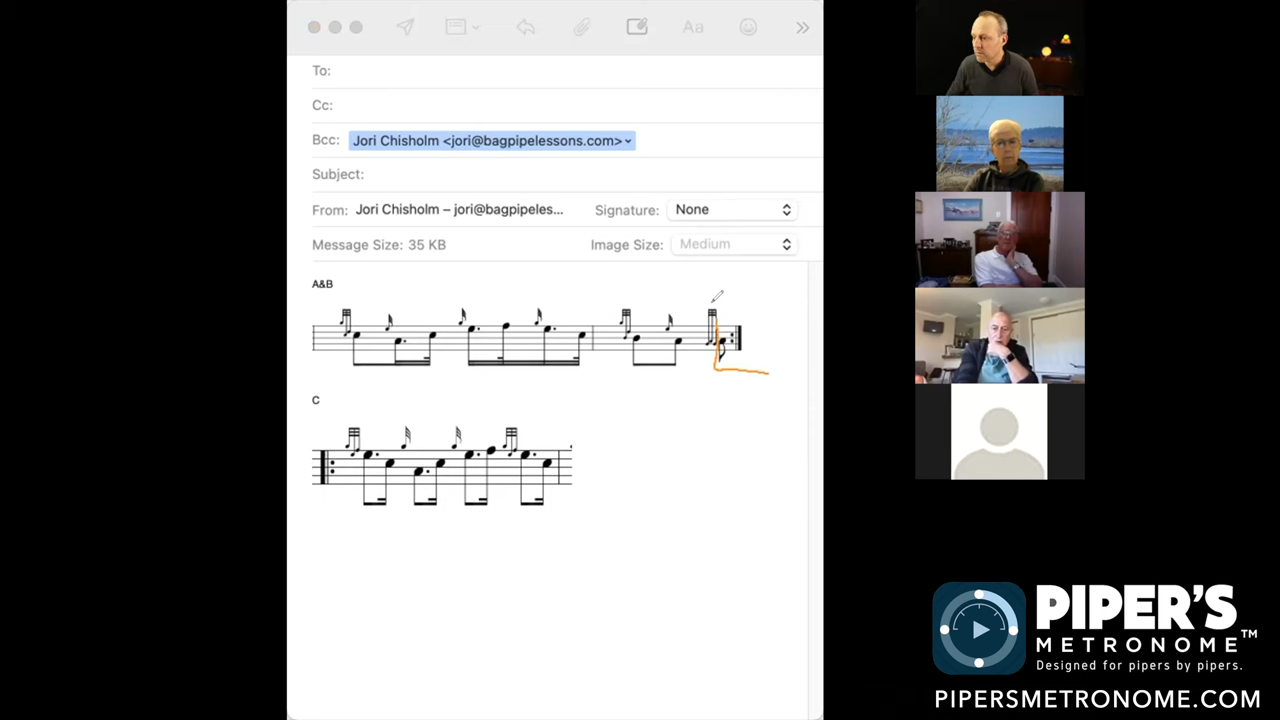 Aa
To:
Cc:
Bcc: Jori Chisholm <jori@bagpipelessons.com>
Subject:
From: Jori Chisholm – jori@bagpipeles... Signature: None
Message Size: 35 KB Image Size: Medium
A&B
C
PIPER'S
METRONOME™
Designed for pipers by pipers.
PIPERSMETRONOME.COM